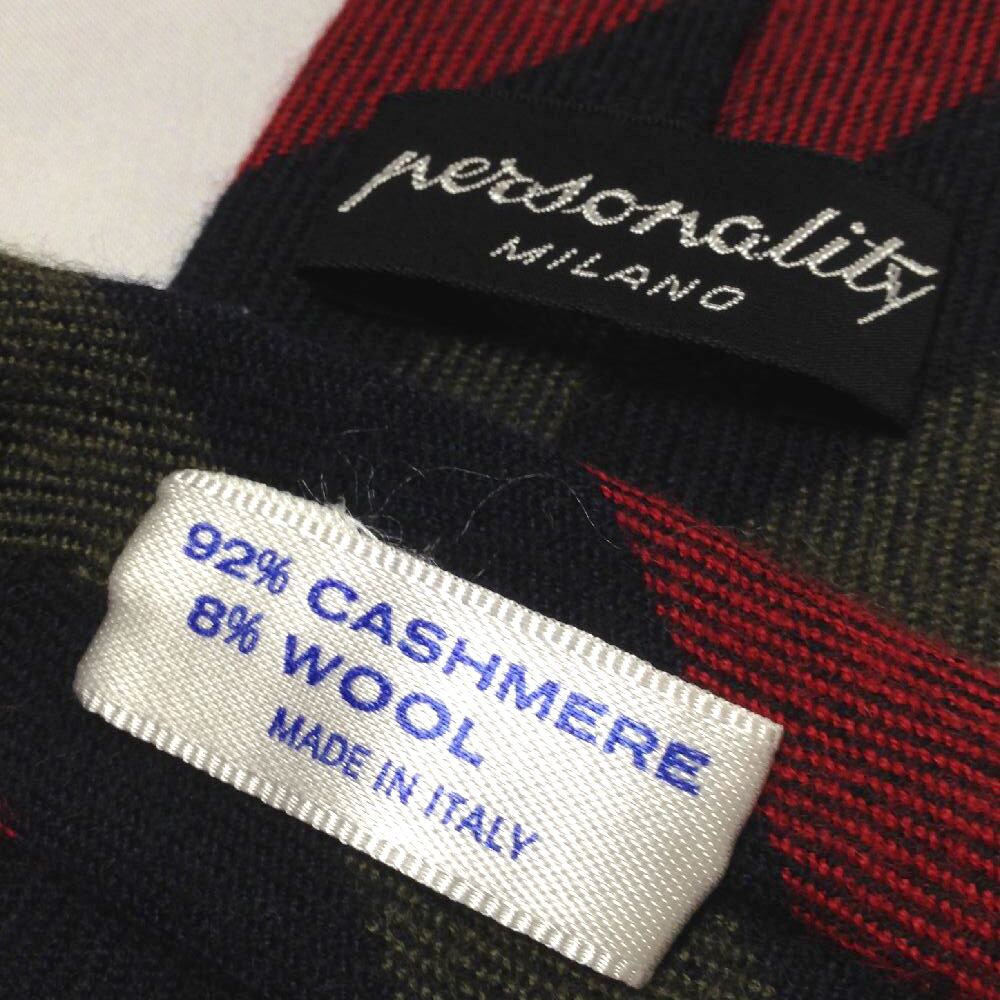 personality
MILANO
92% CASHMERE
8% WOOL
MADE IN ITALY